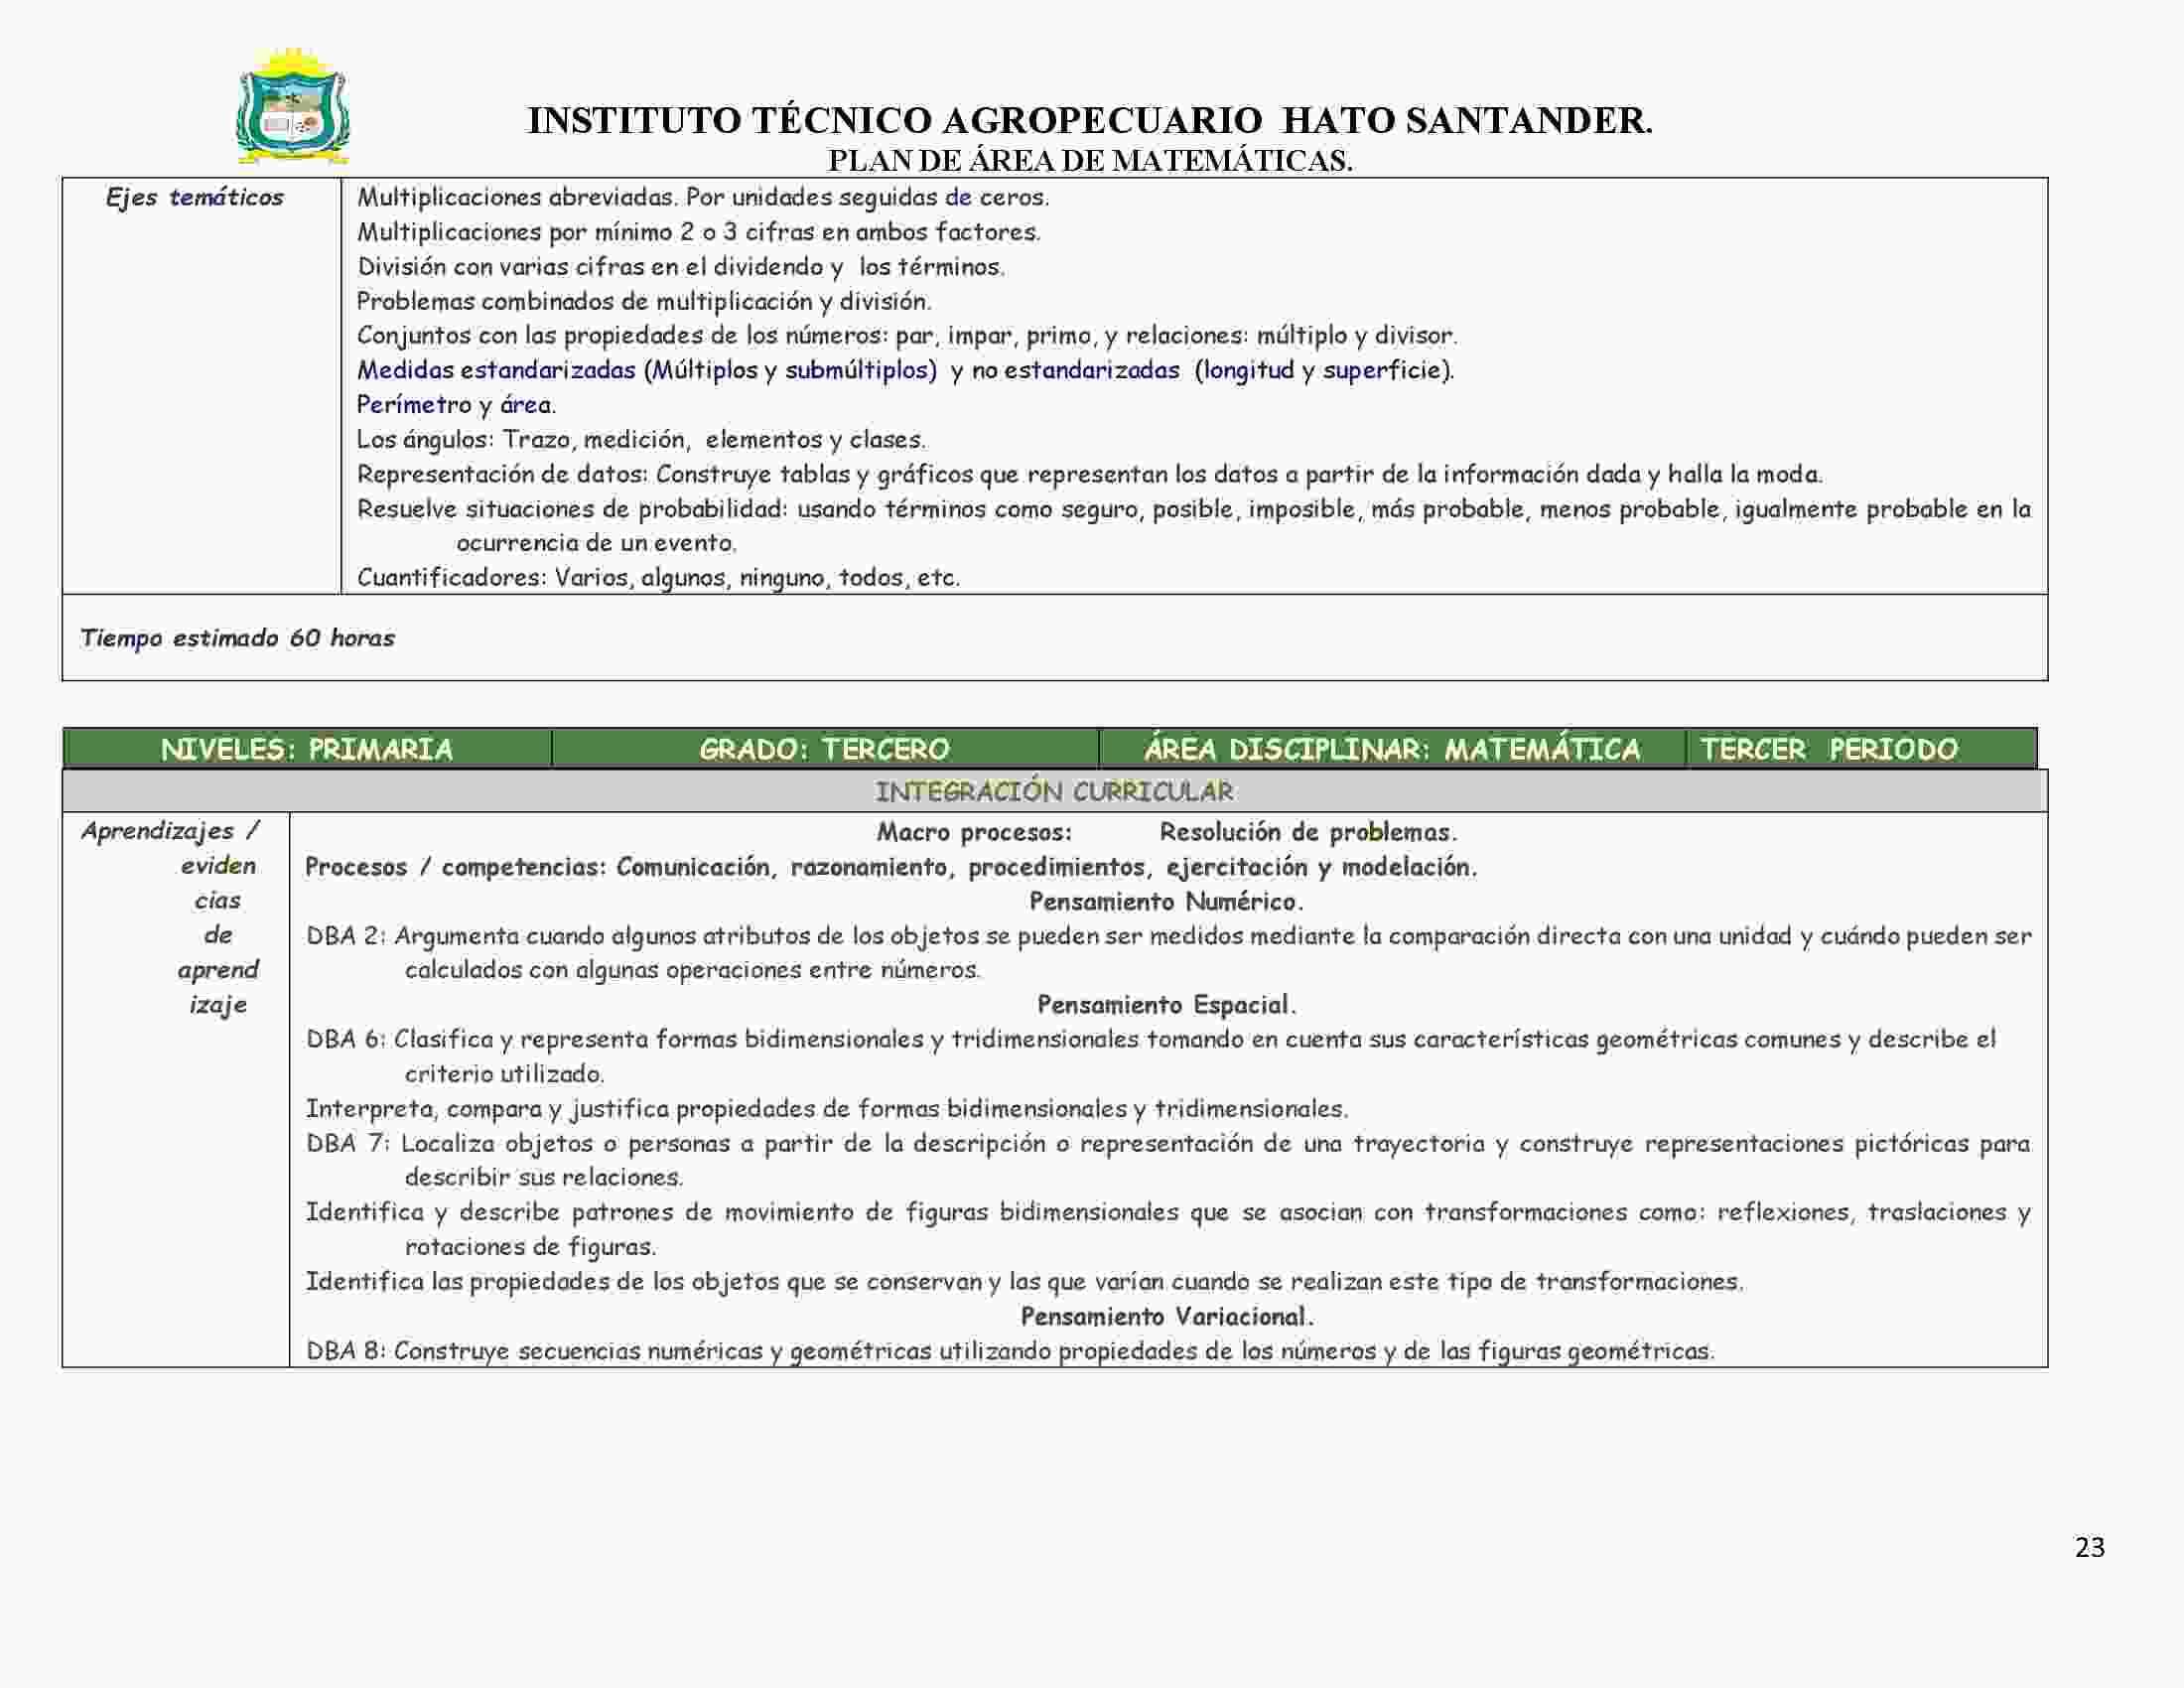 INSTITUTO TÉCNICO AGROPECUARIO HATO SANTANDER.
PLAN DE ÁREA DE MATEMÁTICAS.
Ejes temáticos
Multiplicaciones abreviadas. Por unidades seguidas de ceros.
Multiplicaciones por mínimo 2 o 3 cifras en ambos factores.
División con varias cifras en el dividendo y los términos.
Problemas combinados de multiplicación y división.
Conjuntos con las propiedades de los números: par, impar, primo, y relaciones: múltiplo y divisor.
Medidas estandarizadas (Múltiplos y submúltiplos) y no estandarizadas (longitud y superficie).
Perímetro y área.
Los ángulos: Trazo, medición, elementos y clases.
Representación de datos: Construye tablas y gráficos que representan los datos a partir de la información dada y halla la moda.
Resuelve situaciones de probabilidad: usando términos como seguro, posible, imposible, más probable, menos probable, igualmente probable en la
ocurrencia de un evento.
Cuantificadores: Varios, algunos, ninguno, todos, etc.
Tiempo estimado 60 horas
NIVELES: PRIMARIA GRADO: TERCERO ÁREA DISCIPLINAR: MATEMÁTICA TERCER PERIODO
INTEGRACIÓN CURRICULAR
Aprendizajes /
eviden
cias
de
aprend
izaje
Macro procesos: Resolución de problemas.
Procesos / competencias: Comunicación, razonamiento, procedimientos, ejercitación y modelación.
Pensamiento Numérico.
DBA 2: Argumenta cuando algunos atributos de los objetos se pueden ser medidos mediante la comparación directa con una unidad y cuándo pueden ser
calculados con algunas operaciones entre números.
Pensamiento Espacial.
DBA 6: Clasifica y representa formas bidimensionales y tridimensionales tomando en cuenta sus características geométricas comunes y describe el
criterio utilizado.
Interpreta, compara y justifica propiedades de formas bidimensionales y tridimensionales.
DBA 7: Localiza objetos o personas a partir de la descripción o representación de una trayectoria y construye representaciones pictóricas para
describir sus relaciones.
Identifica y describe patrones de movimiento de figuras bidimensionales que se asocian con transformaciones como: reflexiones, traslaciones y
rotaciones de figuras.
Identifica las propiedades de los objetos que se conservan y las que varían cuando se realizan este tipo de transformaciones.
Pensamiento Variacional.
DBA 8: Construye secuencias numéricas y geométricas utilizando propiedades de los números y de las figuras geométricas.
23